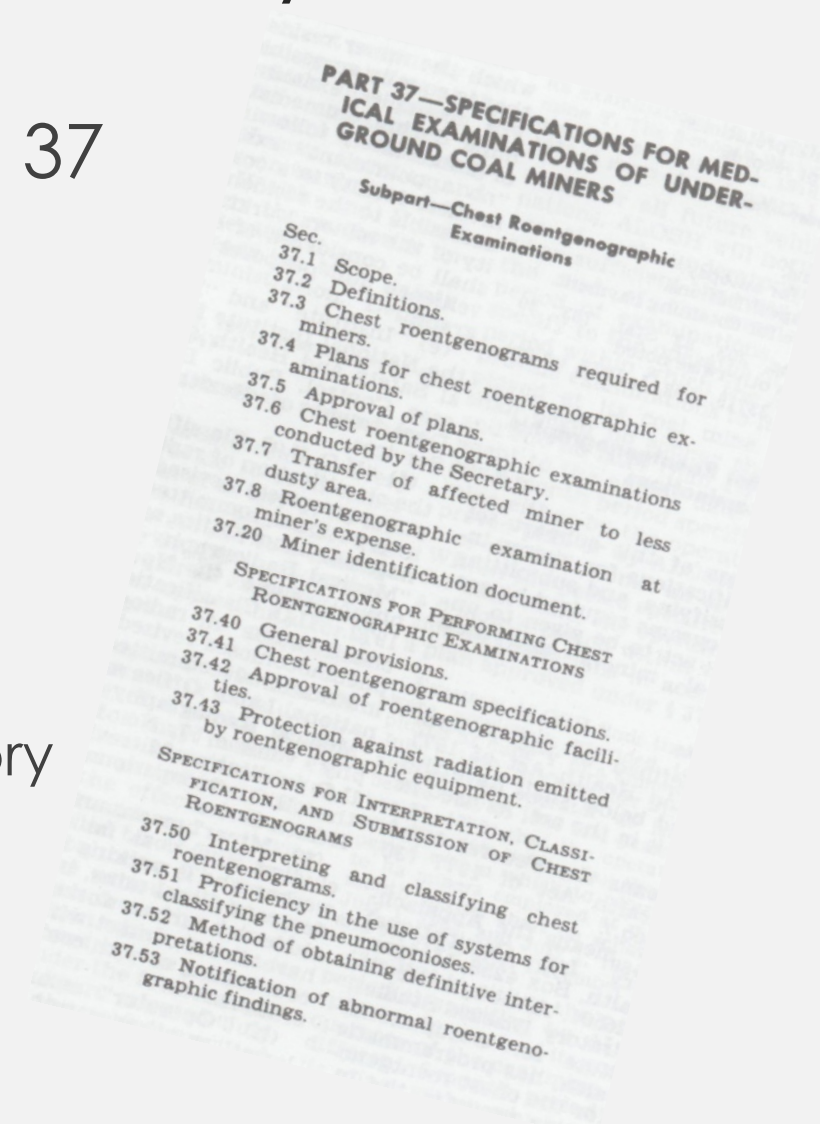 37
ory
PART 37—SPECIFICATIONS FOR MED-
ICAL EXAMINATIONS OF UNDER-
GROUND COAL MINERS
Subpart—Chest Roentgenographic
Examinations
Sec.
37.1 Scope.
37.2 Definitions.
37.3 Chest roentgenograms required for
miners.
37.4 Plans for chest roentgenographic ex-
aminations.
37.5 Approval of plans.
37.6 Chest roentgenographic examinations
conducted by the Secretary.
37.7 Transfer of affected miner to less
dusty area.
37.8 Roentgenographic examination at
miner's expense.
37.20 Miner identification document.
SPECIFICATIONS FOR PERFORMING CHEST
ROENTGENOGRAPHIC EXAMINATIONS
37.40 General provisions.
37.41 Chest roentgenogram specifications.
37.42 Approval of roentgenographic facili-
ties.
37.43 Protection against radiation emitted
by roentgenographic equipment.
SPECIFICATIONS FOR INTERPRETATION, CLASSI-
FICATION, AND SUBMISSION OF CHEST
ROENTGENOGRAMS
37.50 Interpreting and classifying chest
roentgenograms.
37.51 Proficiency in the use of systems for
classifying the pneumoconioses.
37.52 Method of obtaining definitive inter-
pretations.
37.53 Notification of abnormal roentgeno-
graphic findings.